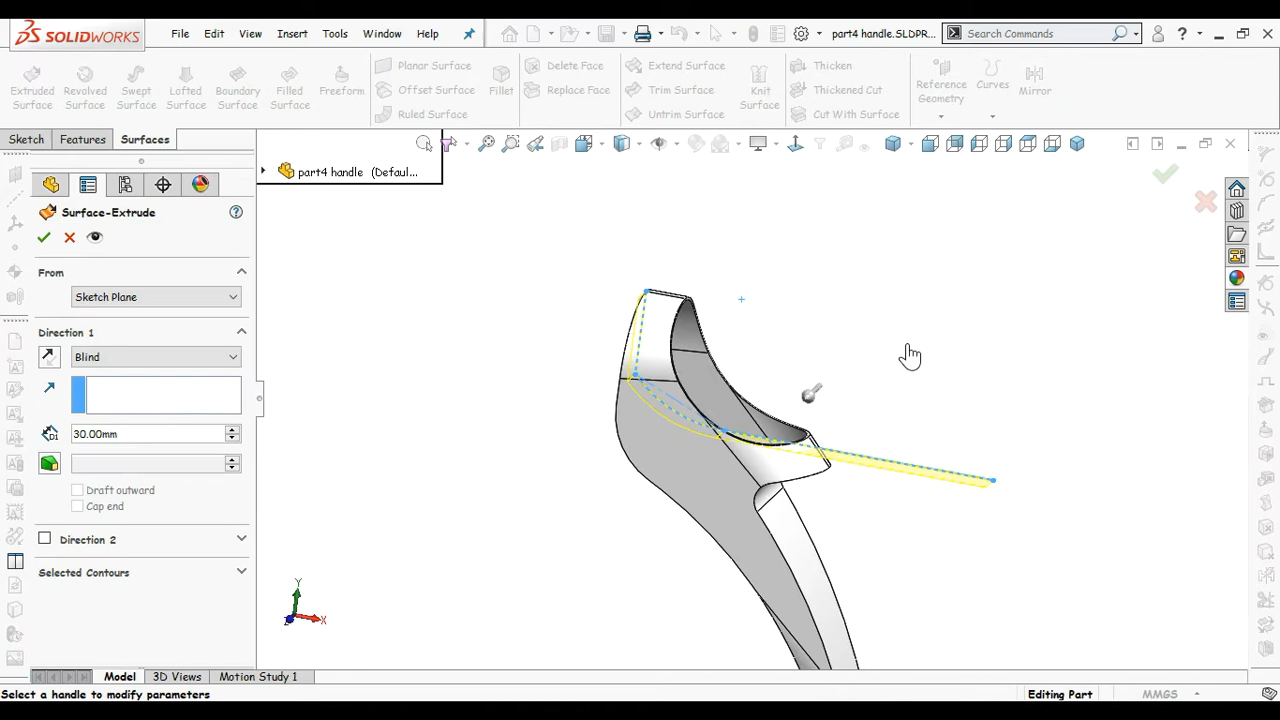 DS SOLIDWORKS File Edit View Insert Tools Window Help part4 handle.SLDPR... Search Commands ?
Extruded Surface Revolved Surface Swept Surface Lofted Surface Boundary Surface Filled Surface Freeform
Planar Surface
Offset Surface
Ruled Surface
Fillet
Delete Face
Replace Face
Extend Surface
Trim Surface
Untrim Surface
Knit Surface
Thicken
Thickened Cut
Cut With Surface
Reference Geometry Curves Mirror
Sketch Features Surfaces
part4 handle (Defaul...
Surface-Extrude ?
From
Sketch Plane
Direction 1
Blind
D1 30.00mm
Draft outward
Cap end
Direction 2
Selected Contours
Y
X
Z
Model 3D Views Motion Study 1
Select a handle to modify parameters Editing Part MMGS